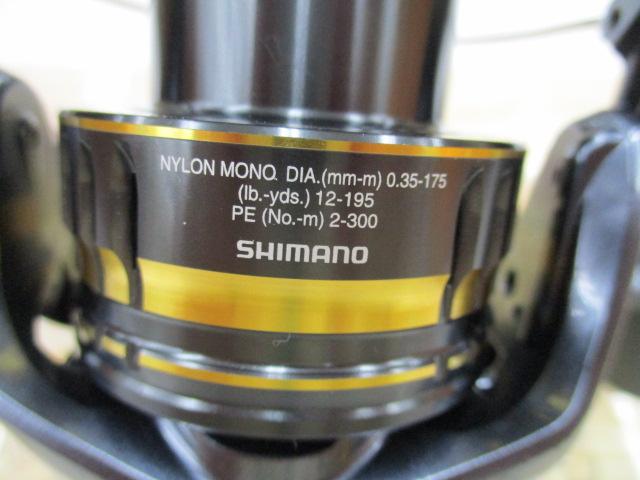 NYLON MONO. DIA.(mm-m) 0.35-175
(lb.-yds.) 12-195
PE (No.-m) 2-300
SHIMANO